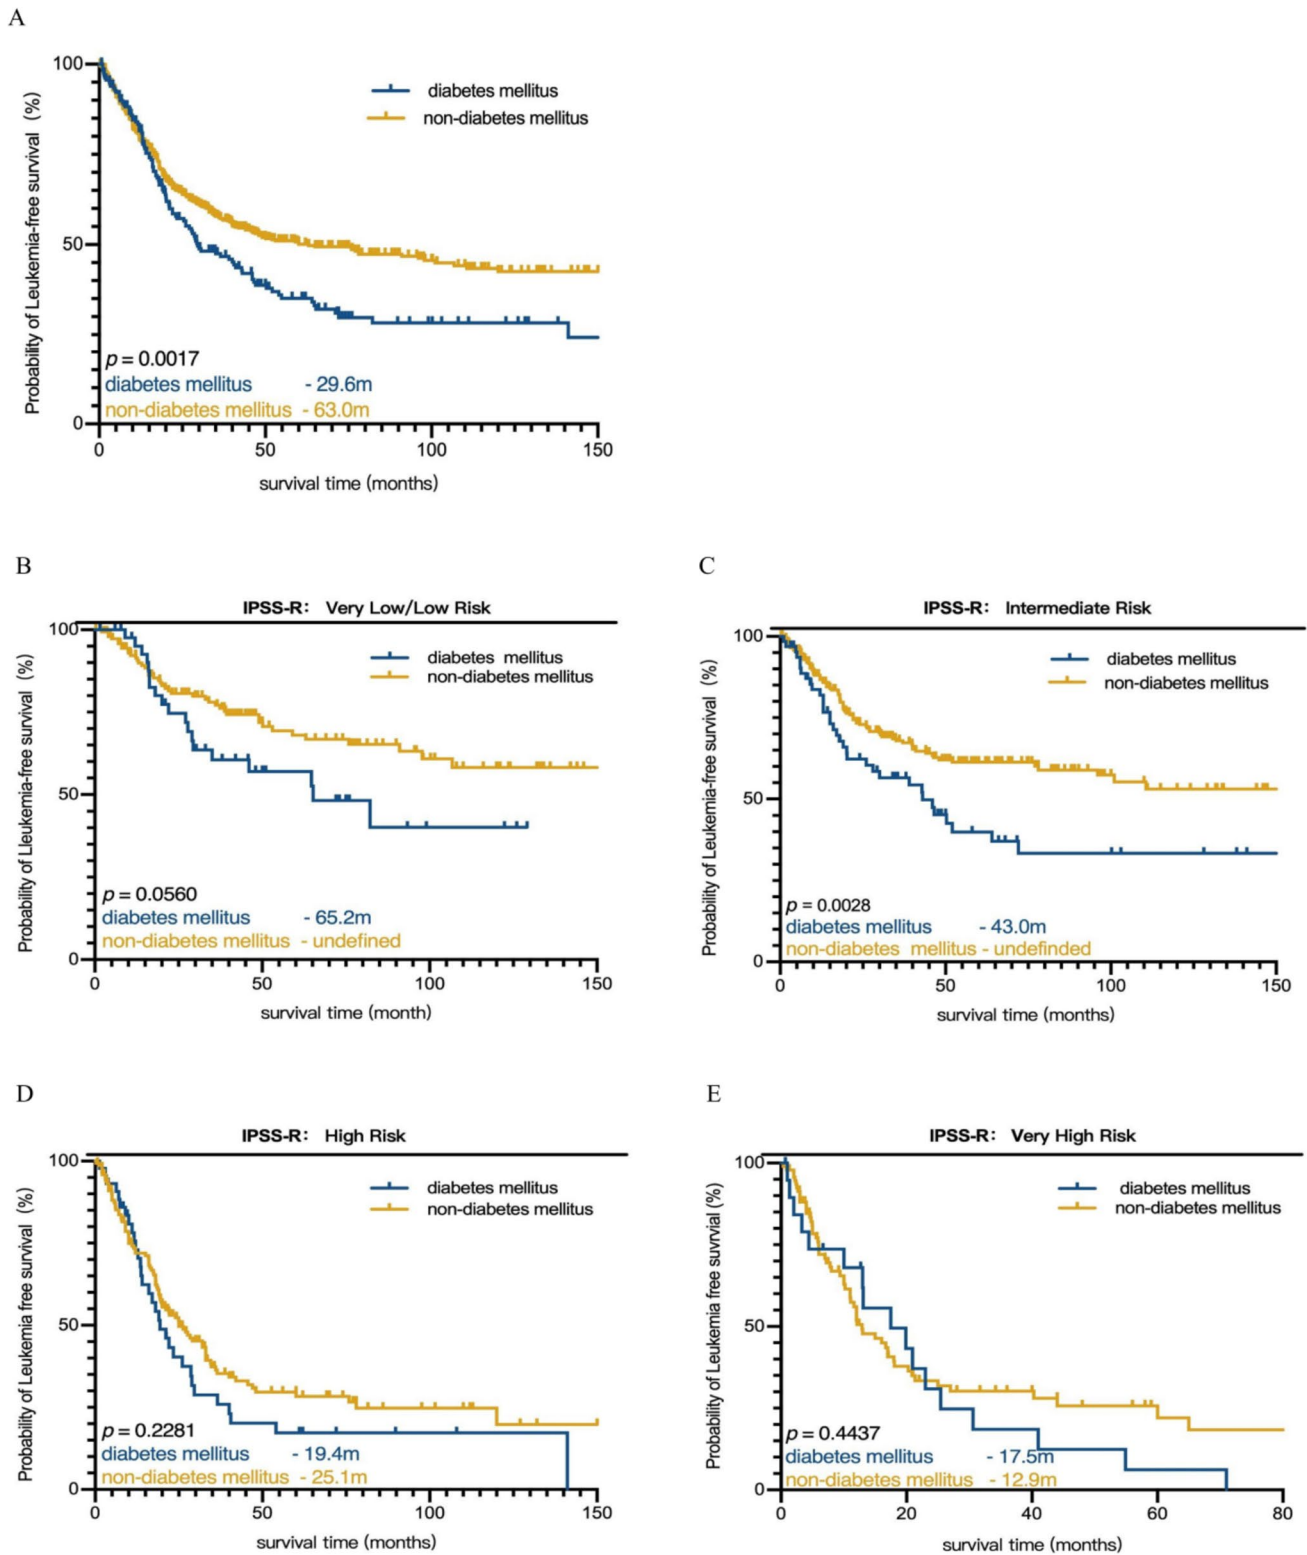 A
100
50
0
Probability of Leukemia-free survival (%)
diabetes mellitus
non-diabetes mellitus
p = 0.0017
diabetes mellitus - 29.6m
non-diabetes mellitus - 63.0m
0 50 100 150
survival time (months)
B
IPSS-R: Very Low/Low Risk
100
50
0
Probability of Lleukemia-free survival (%)
diabetes mellitus
non-diabetes mellitus
p = 0.0560
diabetes mellitus - 65.2m
non-diabetes mellitus - undefined
0 50 100 150
survival time (month)
C
IPSS-R: Intermediate Risk
100
50
0
Probability of Leukemia-free survival (%)
diabetes mellitus
non-diabetes mellitus
p = 0.0028
diabetes mellitus - 43.0m
non-diabetes mellitus - undefinded
0 50 100 150
survival time (months)
D
IPSS-R: High Risk
100
50
0
Probability of Leukemia free survival (%)
diabetes mellitus
non-diabetes mellitus
p = 0.2281
diabetes mellitus - 19.4m
non-diabetes mellitus - 25.1m
0 50 100 150
survival time (months)
E
IPSS-R: Very High Risk
100
50
0
Probability of Leukemia free suvrvial (%)
diabetes mellitus
non-diabetes mellitus
p = 0.4437
diabetes mellitus - 17.5m
non-diabetes mellitus - 12.9m
0 20 40 60 80
survival time (months)